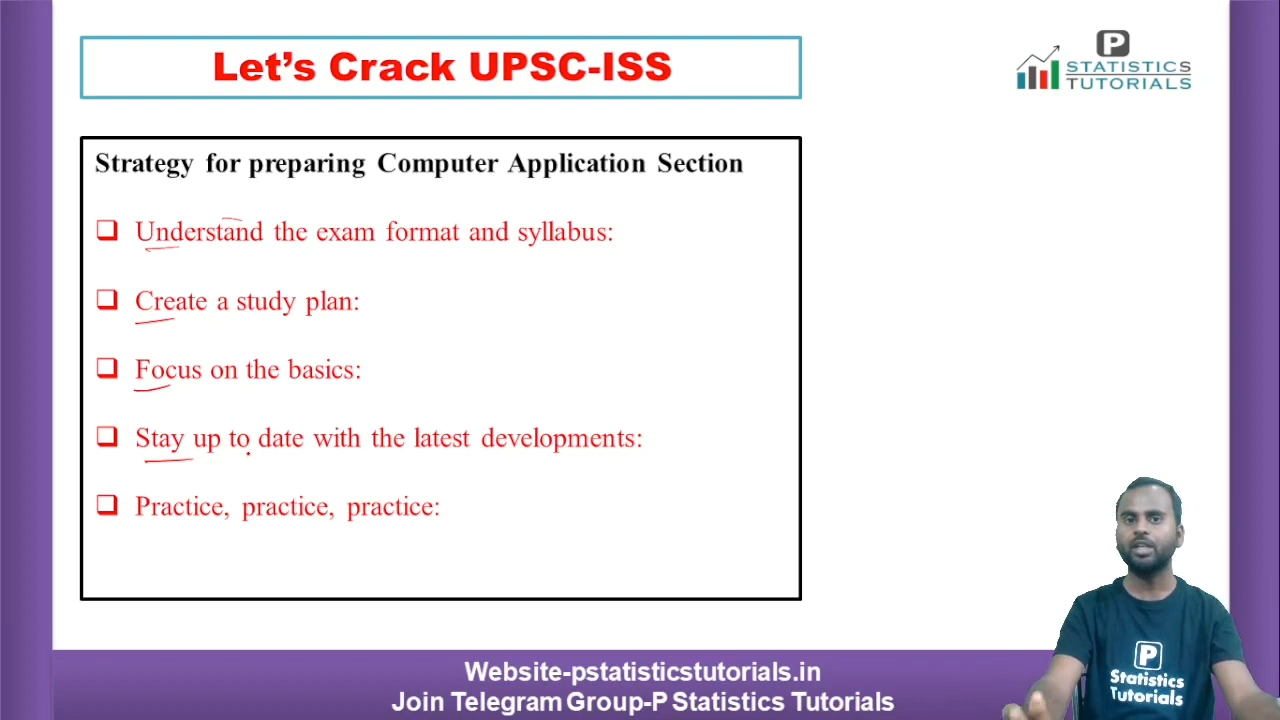 Let's Crack UPSC-ISS
P
STATISTICS
TUTORIALS
Strategy for preparing Computer Application Section
Understand the exam format and syllabus:
Create a study plan:
Focus on the basics:
Stay up to date with the latest developments:
Practice, practice, practice:
P
Statistics
Tutorials
Website-pstatisticstutorials.in
Join Telegram Group-P Statistics Tutorials